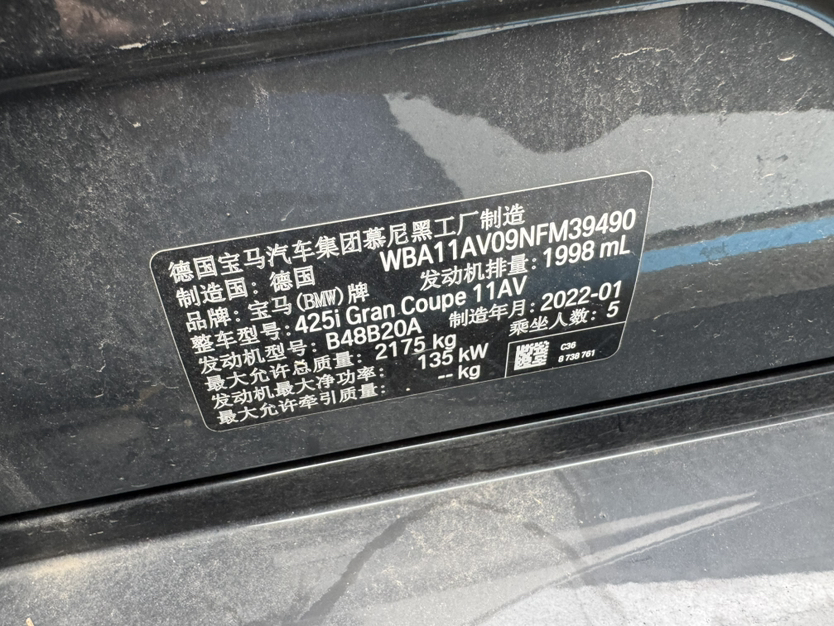 德国宝马汽车集团慕尼黑工厂制造
制造国：德国 WBA11AV09NFM39490
品牌：宝马(BMW)牌 发动机排量：1998 mL
整车型号：425i Gran Coupe 11AV
发动机型号：B48B20A 制造年月：2022-01
最大允许总质量：2175 kg 乘坐人数：5
发动机最大净功率：135 kW
最大允许牵引质量：. -- kg
C36
8 738 761